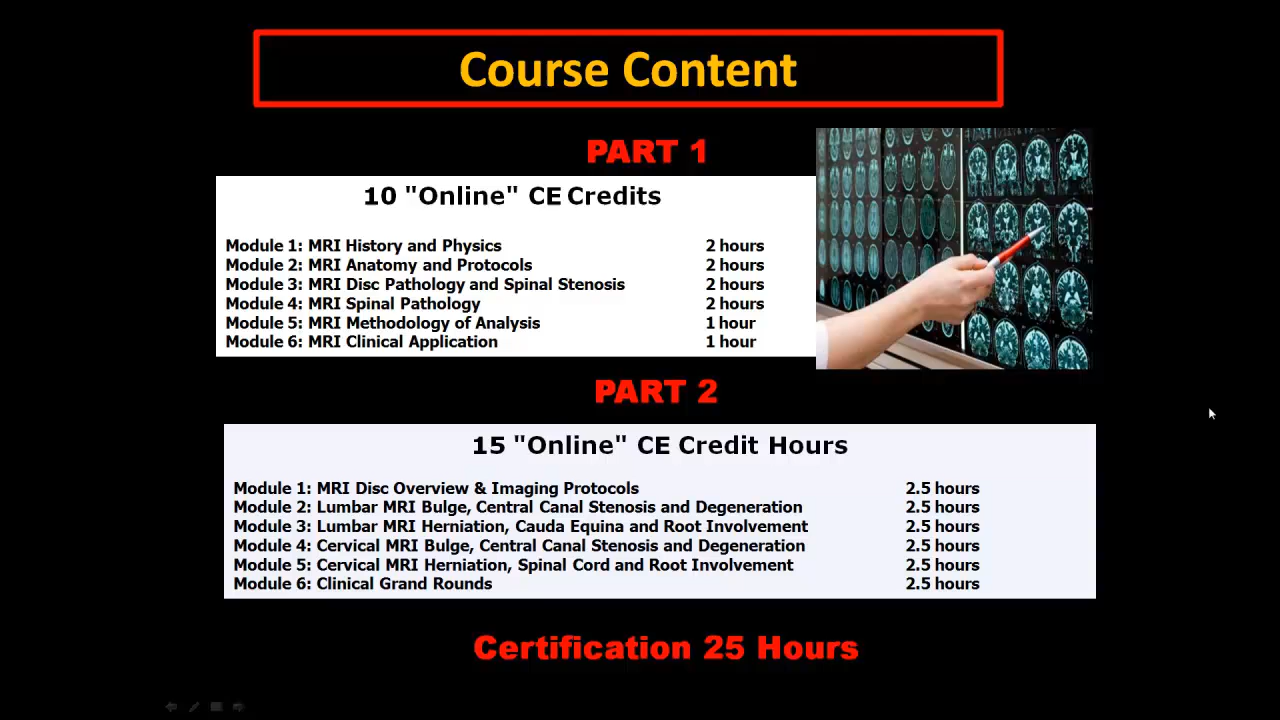 Course Content
PART 1
10 "Online" CE Credits
Module 1: MRI History and Physics 2 hours
Module 2: MRI Anatomy and Protocols 2 hours
Module 3: MRI Disc Pathology and Spinal Stenosis 2 hours
Module 4: MRI Spinal Pathology 2 hours
Module 5: MRI Methodology of Analysis 1 hour
Module 6: MRI Clinical Application 1 hour
PART 2
15 "Online" CE Credit Hours
Module 1: MRI Disc Overview & Imaging Protocols 2.5 hours
Module 2: Lumbar MRI Bulge, Central Canal Stenosis and Degeneration 2.5 hours
Module 3: Lumbar MRI Herniation, Cauda Equina and Root Involvement 2.5 hours
Module 4: Cervical MRI Bulge, Central Canal Stenosis and Degeneration 2.5 hours
Module 5: Cervical MRI Herniation, Spinal Cord and Root Involvement 2.5 hours
Module 6: Clinical Grand Rounds 2.5 hours
Certification 25 Hours